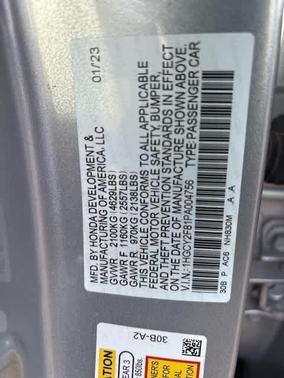 MFD. BY HONDA DEVELOPMENT &
MANUFACTURING OF AMERICA, LLC
01/23
GVWR 2100KG (4629LBS)
GAWR F 1160KG (2557LBS)
GAWR R 970KG (2138LBS)
THIS VEHICLE CONFORMS TO ALL APPLICABLE
FEDERAL MOTOR VEHICLE SAFETY, BUMPER,
AND THEFT PREVENTION STANDARDS IN EFFECT
ON THE DATE OF MANUFACTURE SHOWN ABOVE.
V.I.N.: 1HGCY2F81PA004756
TYPE:PASSENGER CAR
30B P AC6 NH830M A A
30B-A2